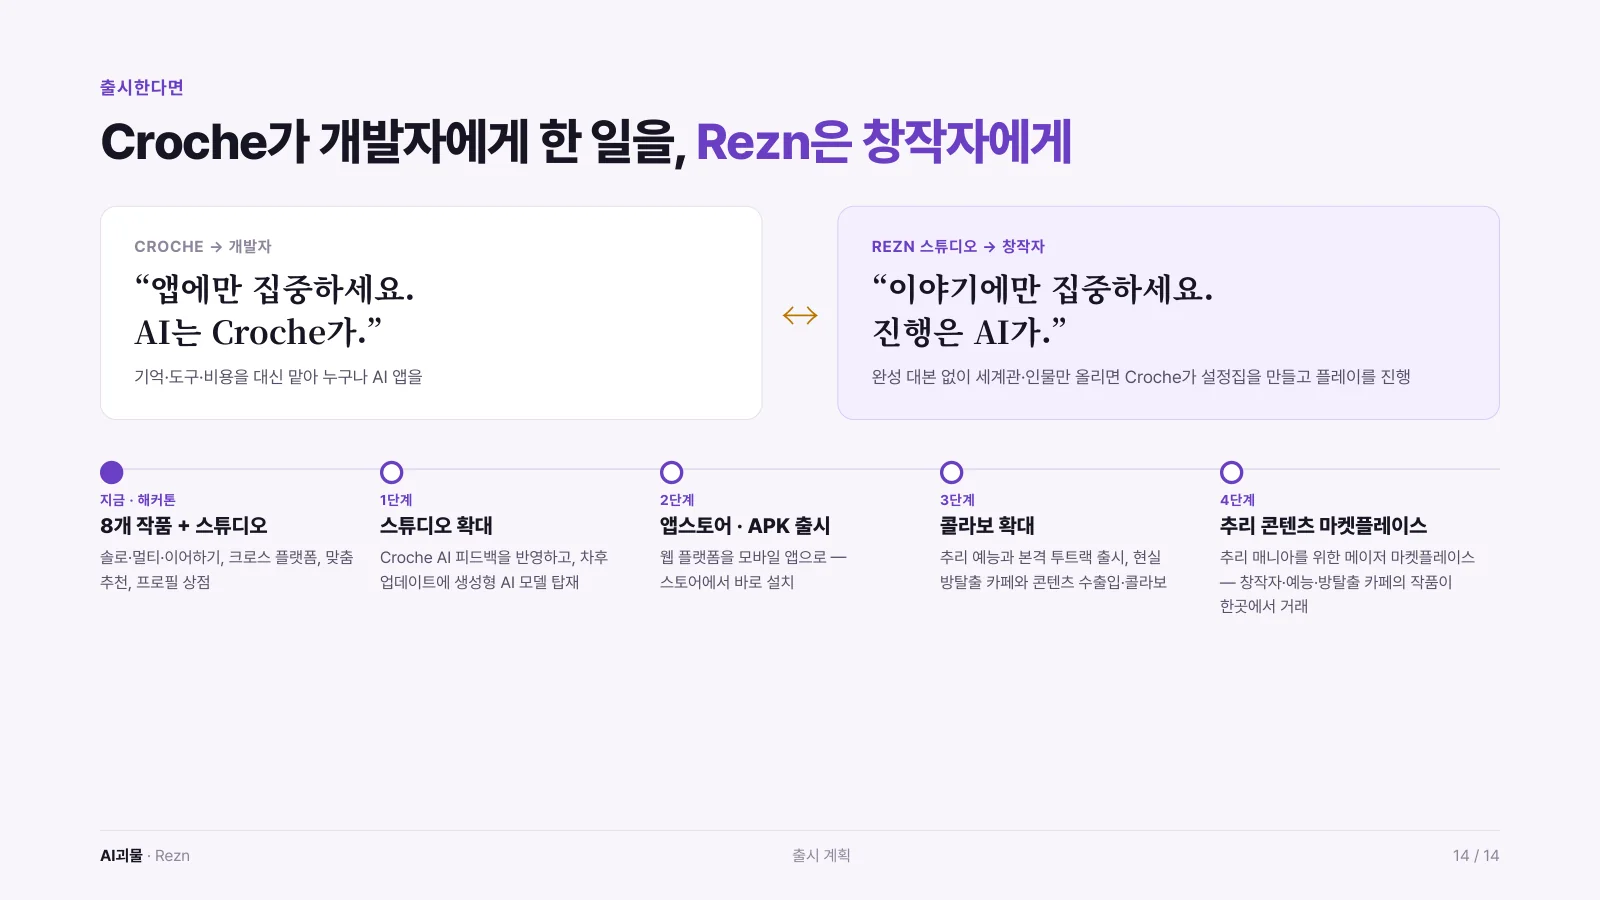 출시한다면
Croche가 개발자에게 한 일을, Rezn은 창작자에게
CROCHE → 개발자
“앱에만 집중하세요.
AI는 Croche가.”
기억·도구·비용을 대신 맡아 누구나 AI 앱을
↔
REZN 스튜디오 → 창작자
“이야기에만 집중하세요.
진행은 AI가.”
완성 대본 없이 세계관·인물만 올리면 Croche가 설정집을 만들고 플레이를 진행
지금 · 해커톤
8개 작품 + 스튜디오
솔로·멀티·이어하기, 크로스 플랫폼, 맞춤
추천, 프로필 상점
1단계
스튜디오 확대
Croche AI 피드백을 반영하고, 차후
업데이트에 생성형 AI 모델 탑재
2단계
앱스토어 · APK 출시
웹 플랫폼을 모바일 앱으로 —
스토어에서 바로 설치
3단계
콜라보 확대
추리 예능과 본격 투트랙 출시, 현실
방탈출 카페와 콘텐츠 수출입·콜라보
4단계
추리 콘텐츠 마켓플레이스
추리 매니아를 위한 메이저 마켓플레이스
— 창작자·예능·방탈출 카페의 작품이
한곳에서 거래
AI괴물 · Rezn
출시 계획
14 / 14